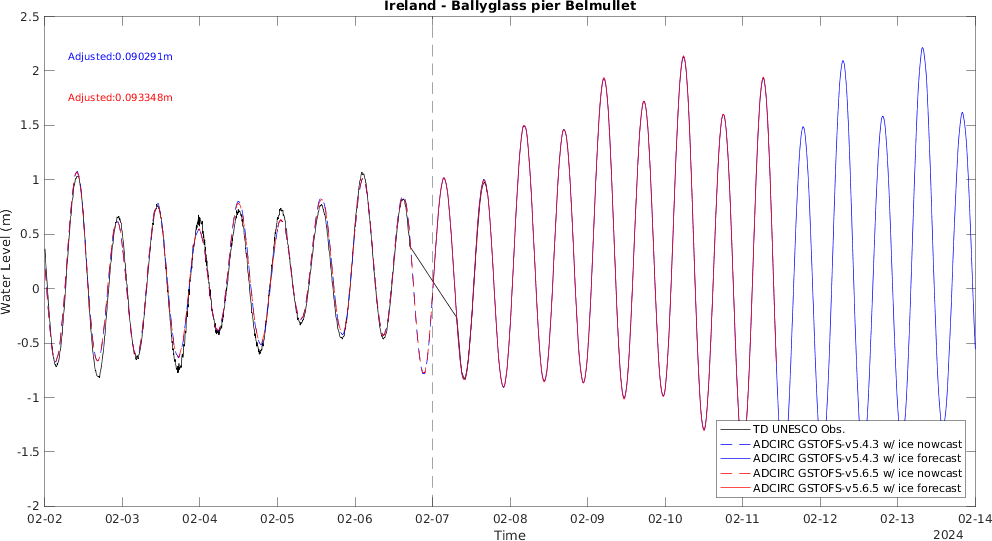 Ireland - Ballyglass pier Belmullet
Adjusted:0.090291m
Adjusted:0.093348m
Water Level (m)
2.5
2
1.5
1
0.5
0
-0.5
-1
-1.5
-2
TD UNESCO Obs.
ADCIRC GSTOFS-v5.4.3 w/ ice nowcast
ADCIRC GSTOFS-v5.4.3 w/ ice forecast
ADCIRC GSTOFS-v5.6.5 w/ ice nowcast
ADCIRC GSTOFS-v5.6.5 w/ ice forecast
02-02 02-03 02-04 02-05 02-06 02-07 02-08 02-09 02-10 02-11 02-12 02-13 02-14
Time
2024